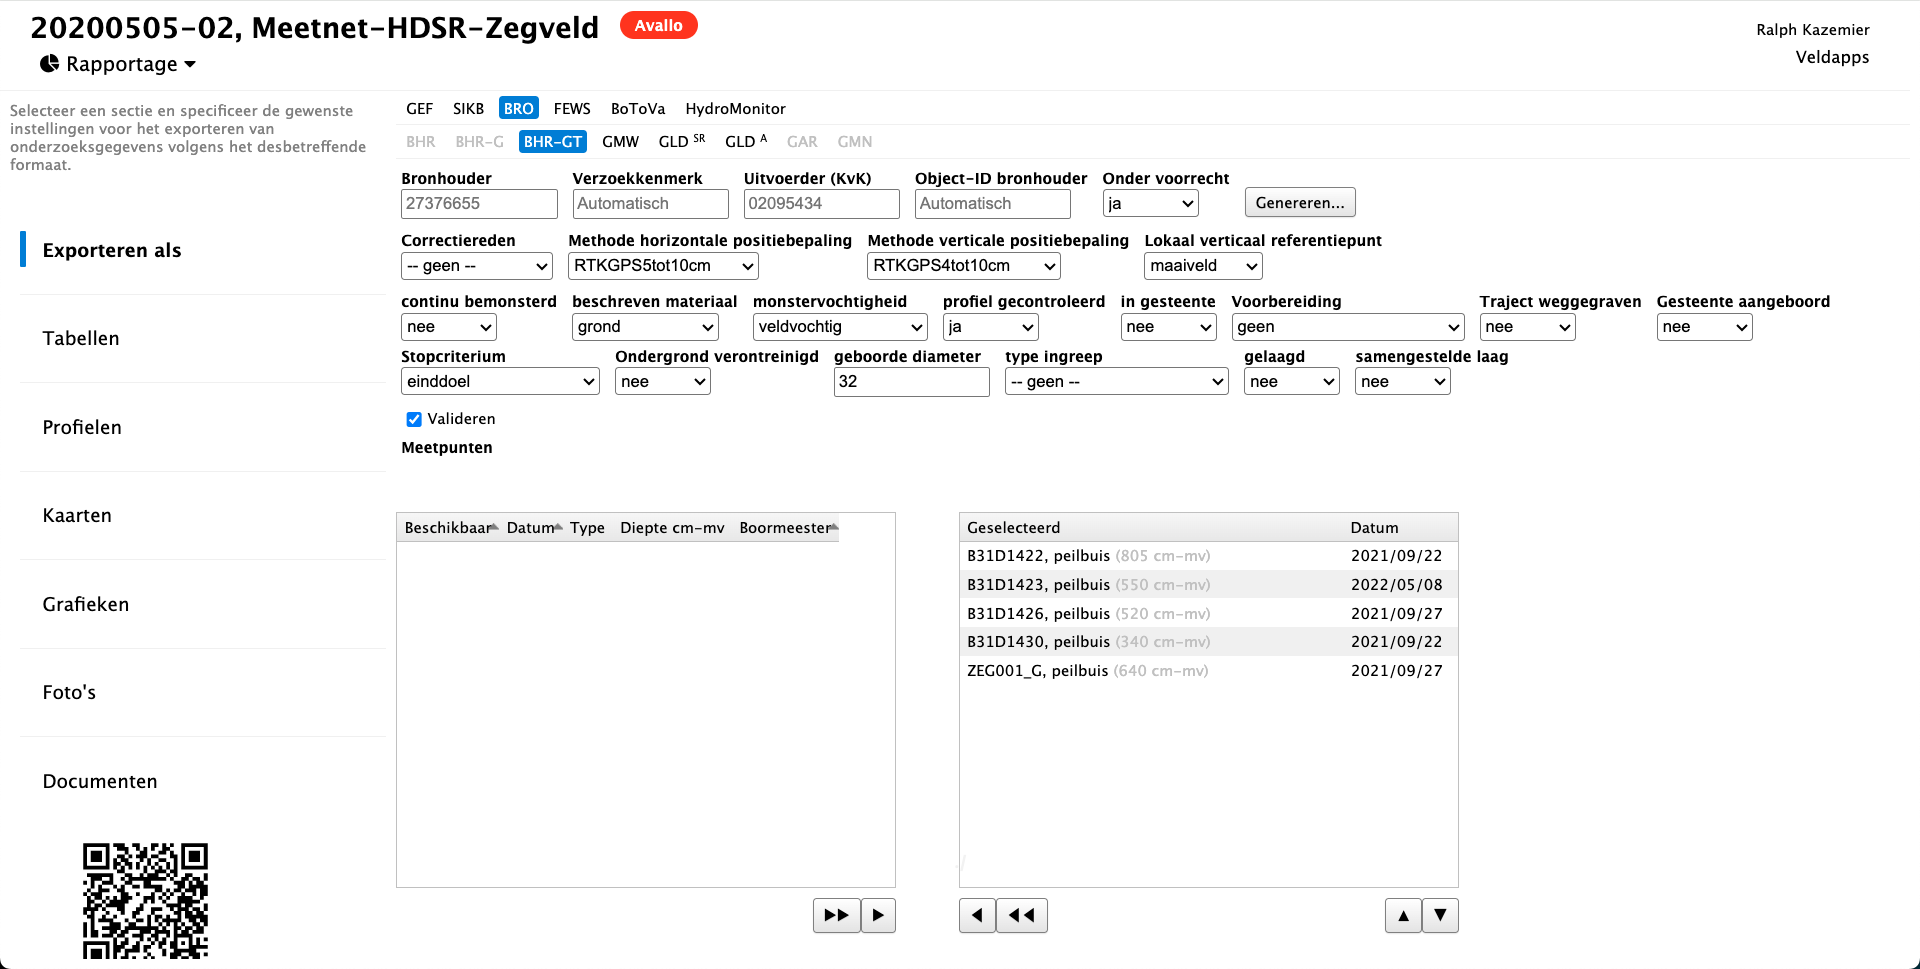 20200505-02, Meetnet-HDSR-Zegveld Avallo
Ralph Kazemier
Rapportage
Veldapps
Selecteer een sectie en specificeer de gewenste
instellingen voor het exporteren van
onderzoeksgegevens volgens het desbetreffende
formaat.
Exporteren als
Tabellen
Profielen
Kaarten
Grafieken
Foto's
Documenten
GEF SIKB BRO FEWS BoToVa HydroMonitor
BHR BHR-G BHR-GT GMW GLD SR GLD A GAR GMN
Bronhouder Verzoekkenmerk Uitvoerder (KvK) Object-ID bronhouder Onder voorrecht
27376655 Automatisch 02095434 Automatisch ja Genereren...
Correctiereden Methode horizontale positiebepaling Methode verticale positiebepaling Lokaal verticaal referentiepunt
-- geen -- RTKGPS5tot10cm RTKGPS4tot10cm maaiveld
continu bemonsterd beschreven materiaal monstervochtigheid profiel gecontroleerd in gesteente Voorbereiding Traject weggegraven Gesteente aangeboord
nee grond veldvochtig ja nee geen nee nee
Stopcriterium Ondergrond verontreinigd geboorde diameter type ingreep gelaagd samengestelde laag
einddoel nee 32 -- geen -- nee nee
Valideren
Meetpunten
Beschikbaar Datum Type Diepte cm-mv Boormeester
Geselecteerd Datum
B31D1422, peilbuis (805 cm-mv) 2021/09/22
B31D1423, peilbuis (550 cm-mv) 2022/05/08
B31D1426, peilbuis (520 cm-mv) 2021/09/27
B31D1430, peilbuis (340 cm-mv) 2021/09/22
ZEG001_G, peilbuis (640 cm-mv) 2021/09/27